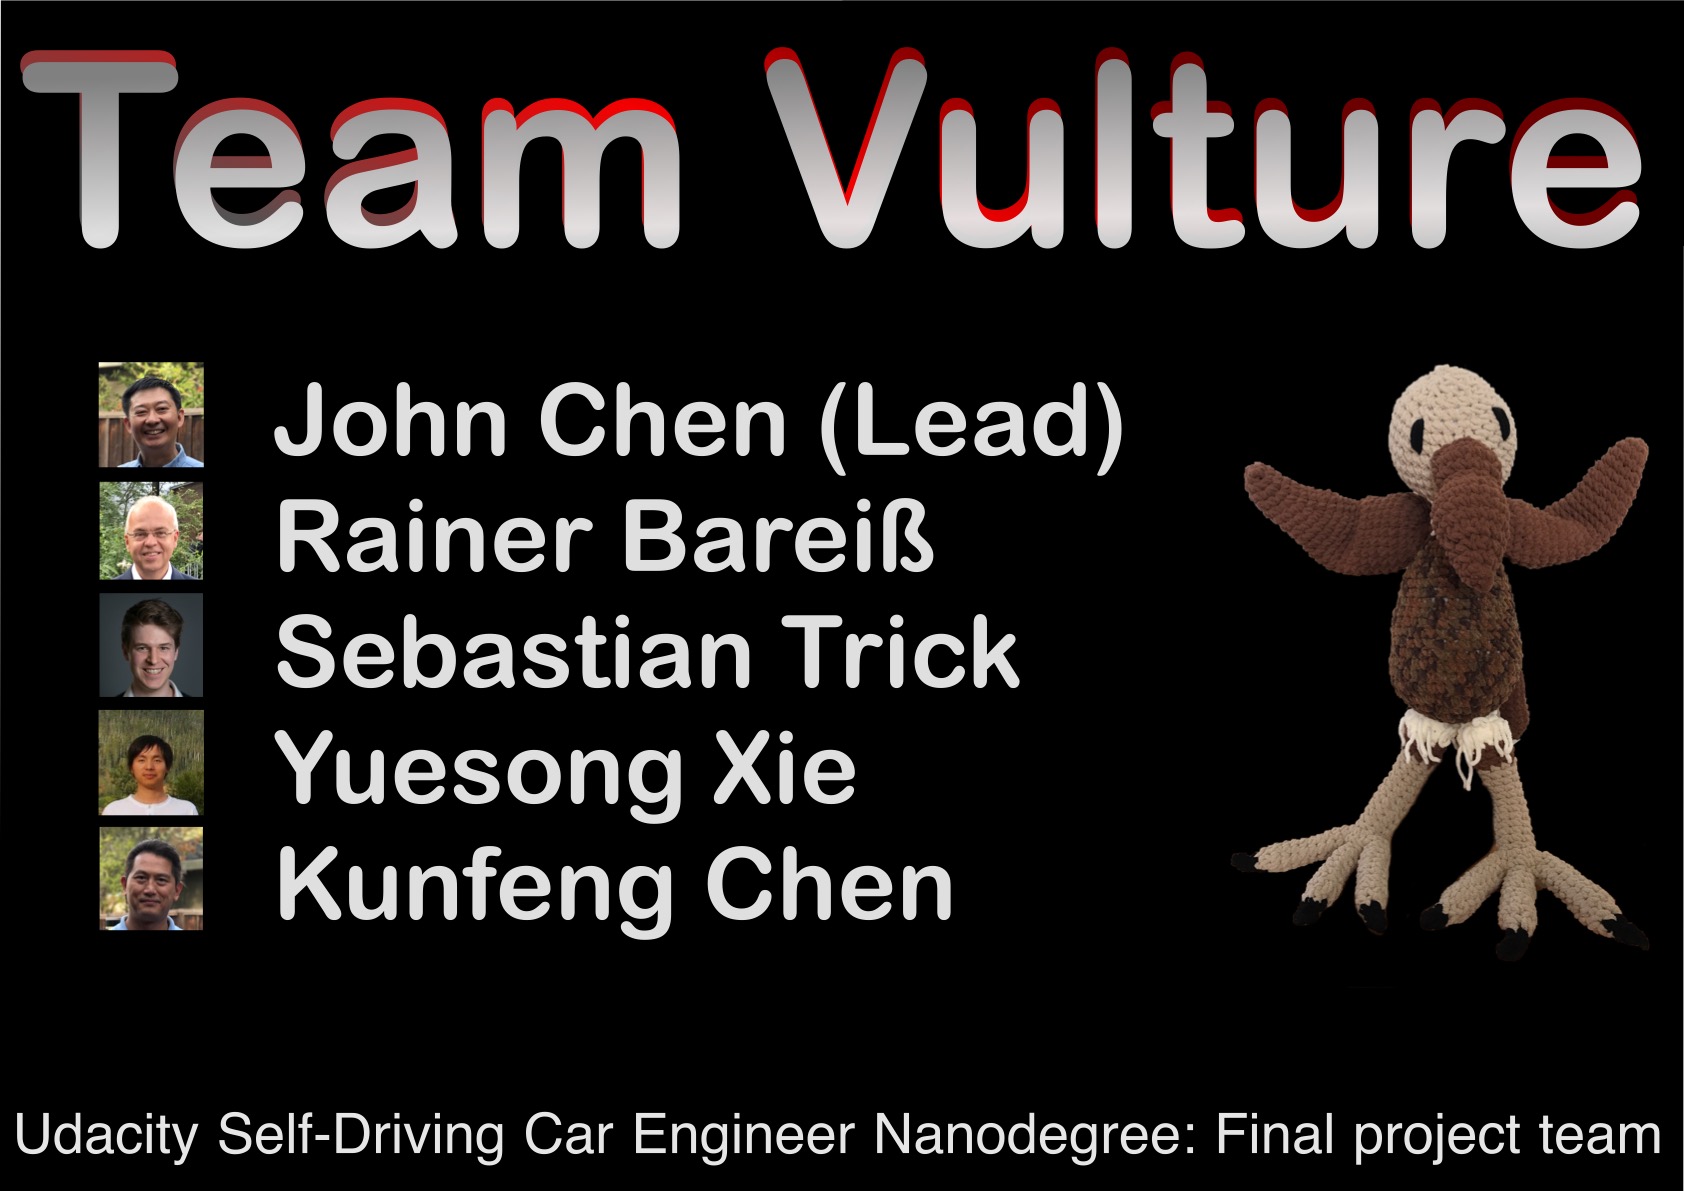 Team Vulture
John Chen (Lead)
Rainer Bareiß
Sebastian Trick
Yuesong Xie
Kunfeng Chen
Udacity Self-Driving Car Engineer Nanodegree: Final project team